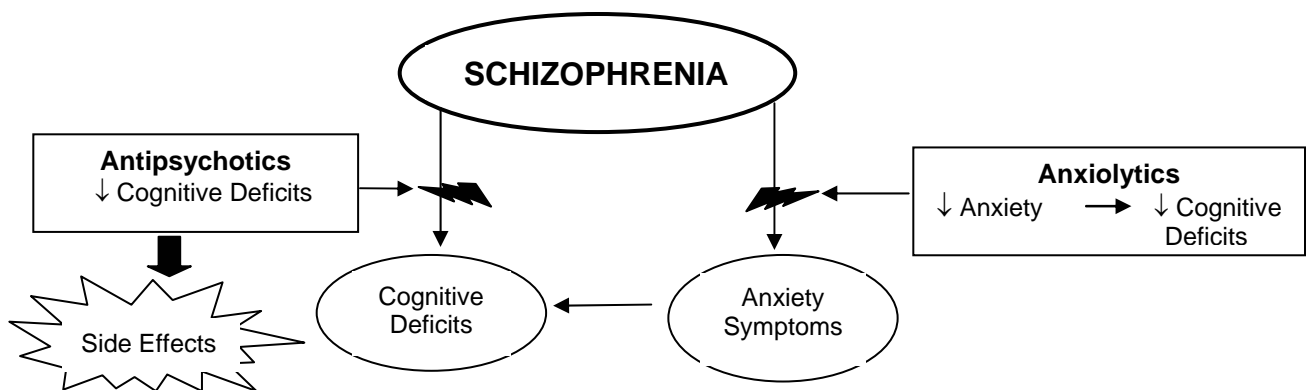 SCHIZOPHRENIA
Antipsychotics
↓ Cognitive Deficits
Anxiolytics
↓ Anxiety → ↓ Cognitive
Deficits
Cognitive
Deficits
Anxiety
Symptoms
Side Effects